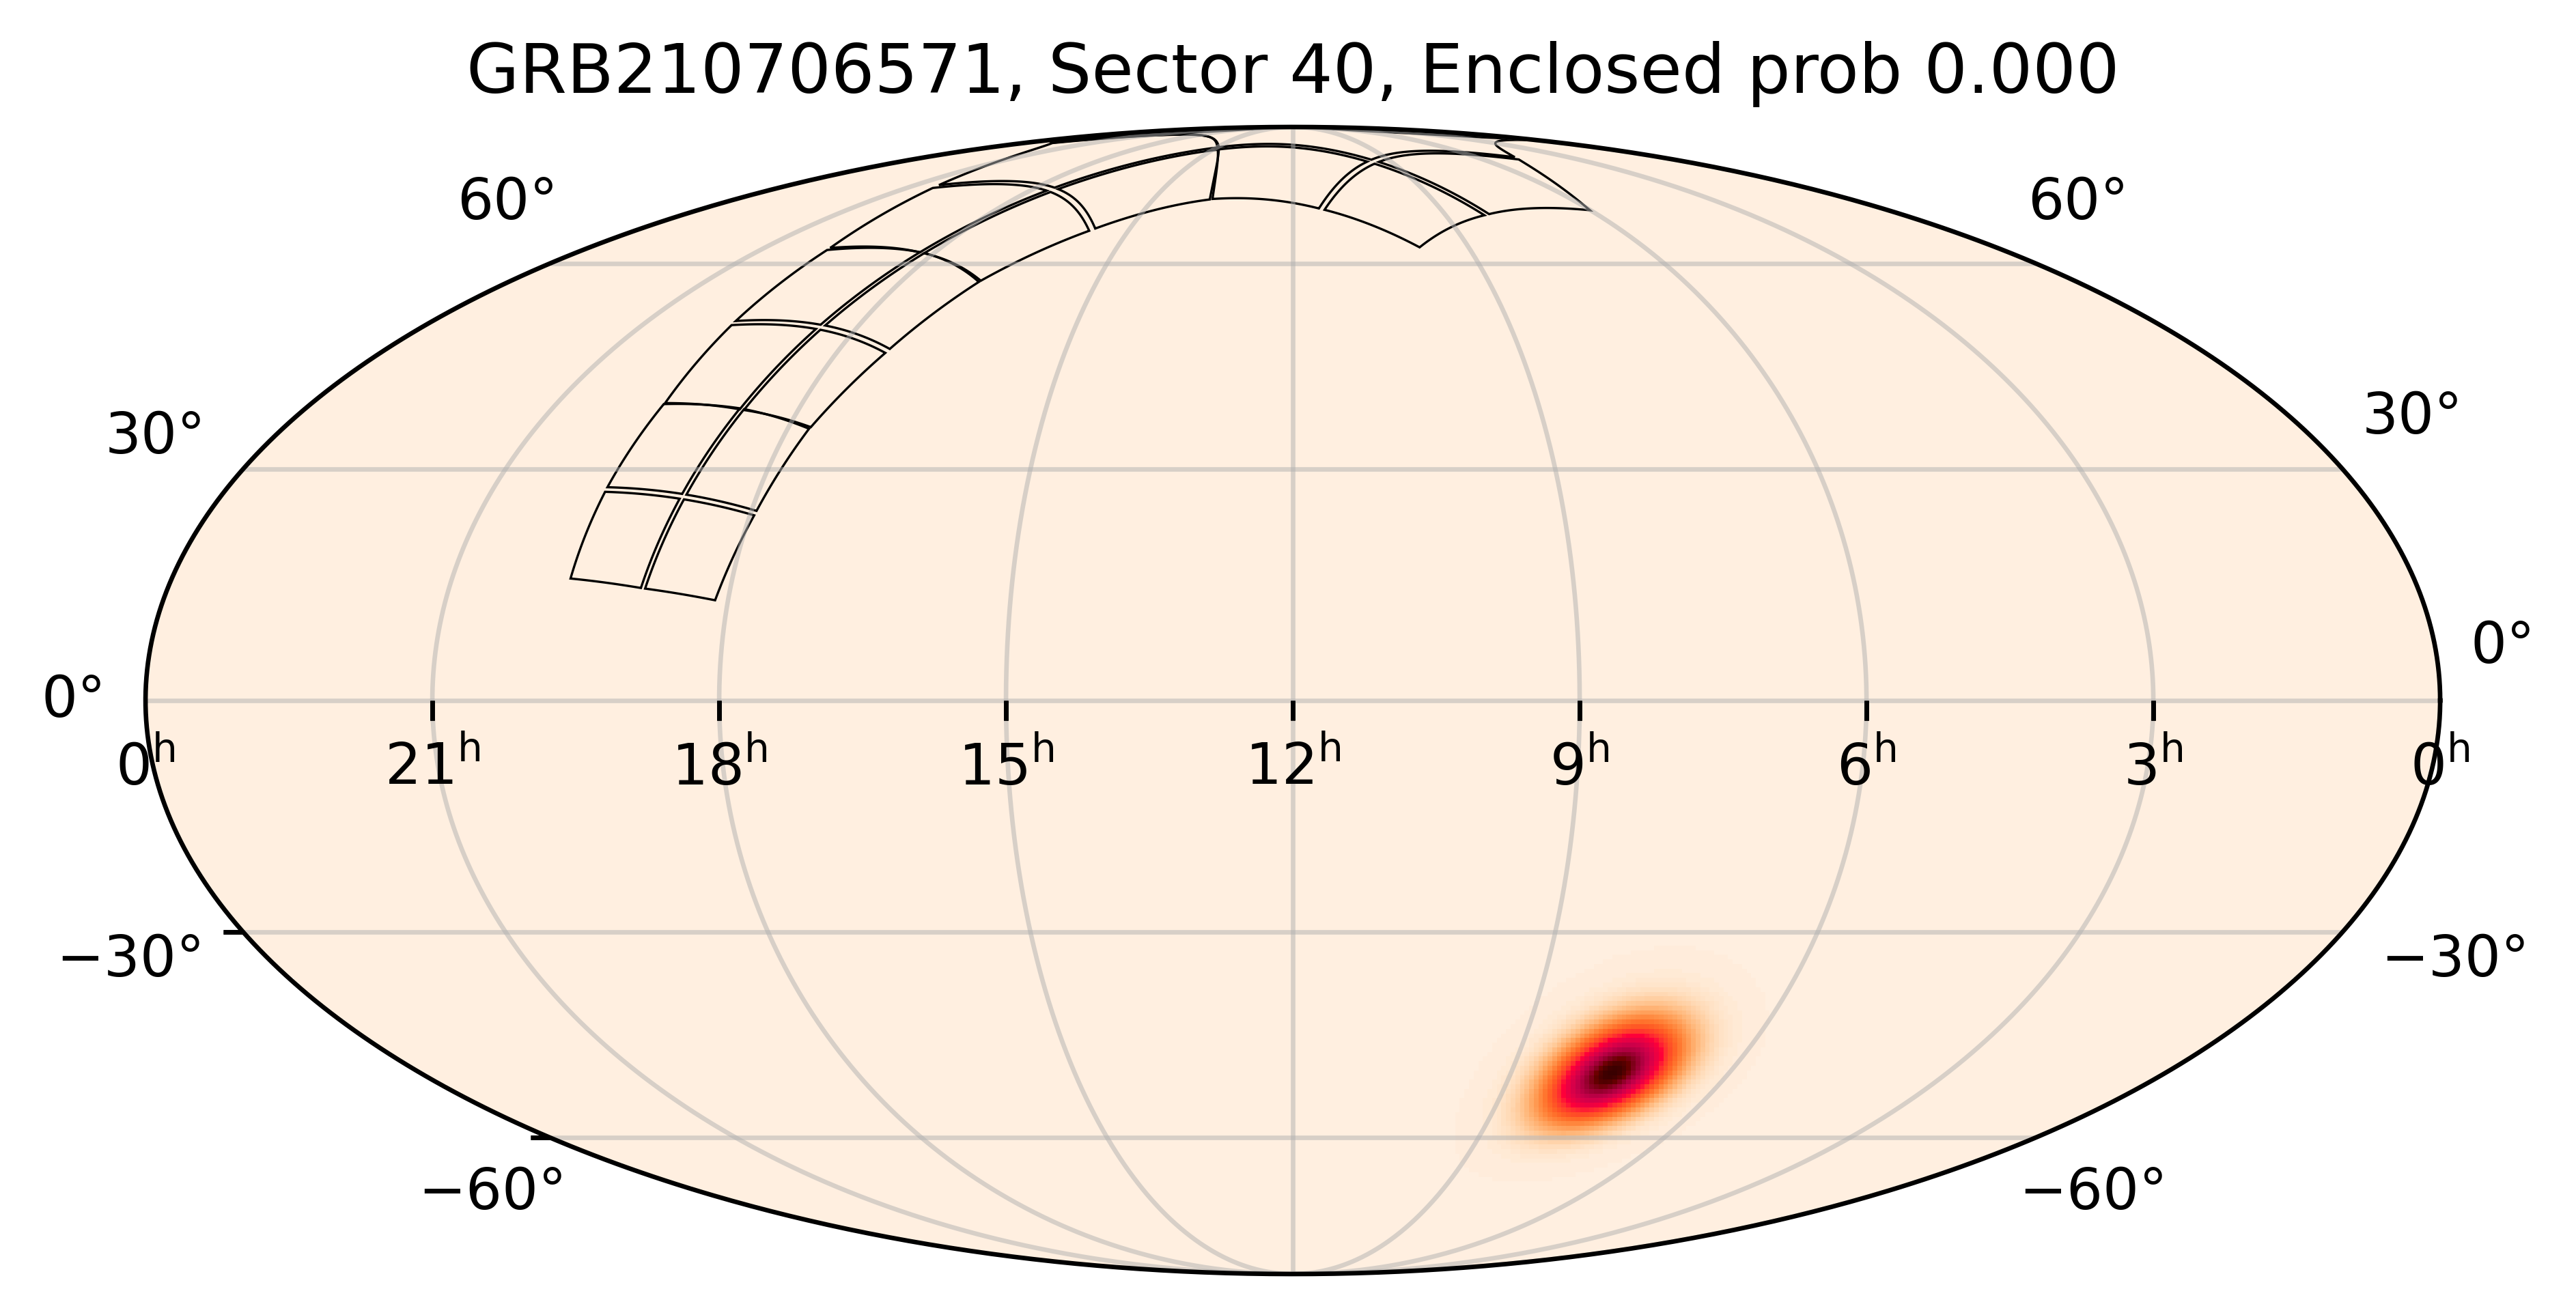 GRB210706571, Sector 40, Enclosed prob 0.000
60° 60°
30° 30°
0° 0°
0ʰ 21ʰ 18ʰ 15ʰ 12ʰ 9ʰ 6ʰ 3ʰ 0ʰ
−30° −30°
−60° −60°